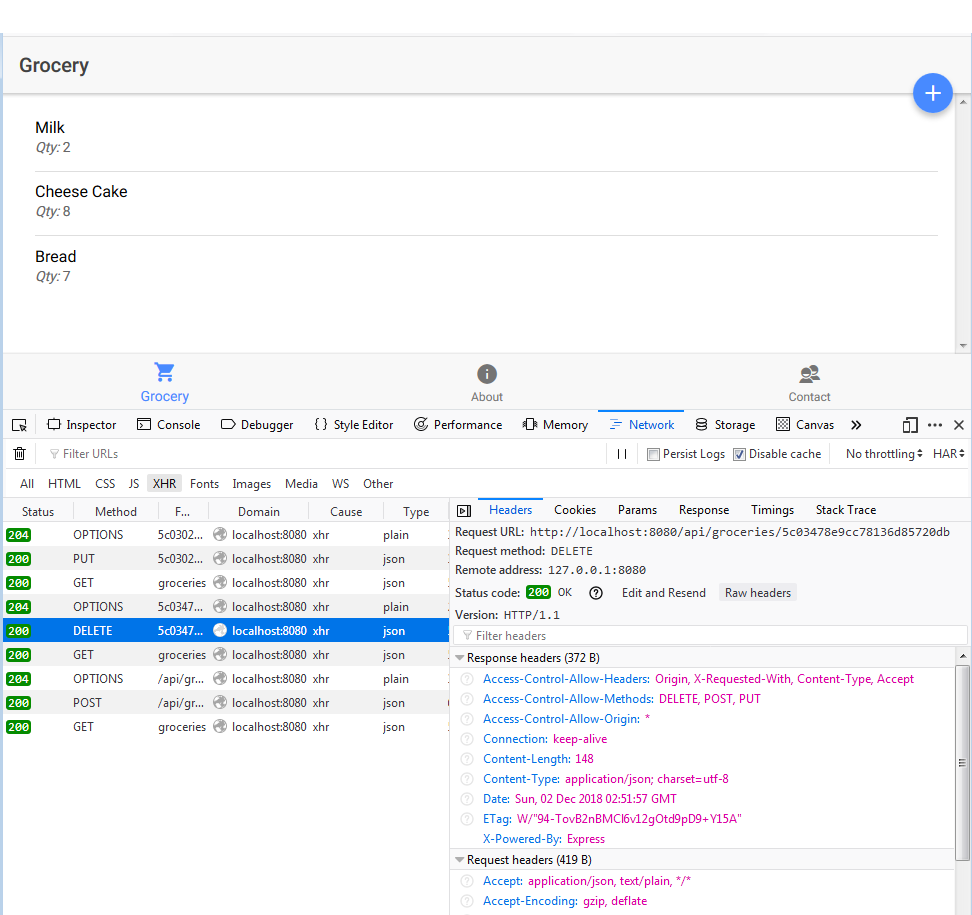 Grocery
+
Milk
Qty: 2
Cheese Cake
Qty: 8
Bread
Qty: 7
Grocery About Contact
Inspector Console Debugger { } Style Editor Performance Memory Network Storage Canvas »
Filter URLs Persist Logs Disable cache No throttling HAR
All HTML CSS JS XHR Fonts Images Media WS Other
Status Method F... Domain Cause Type
204 OPTIONS 5c0302... localhost:8080 xhr plain
200 PUT 5c0302... localhost:8080 xhr json
200 GET groceries localhost:8080 xhr json
204 OPTIONS 5c0347... localhost:8080 xhr plain
200 DELETE 5c0347... localhost:8080 xhr json
200 GET groceries localhost:8080 xhr json
204 OPTIONS /api/gr... localhost:8080 xhr plain
200 POST /api/gr... localhost:8080 xhr json
200 GET groceries localhost:8080 xhr json
Headers Cookies Params Response Timings Stack Trace
Request URL: http://localhost:8080/api/groceries/5c03478e9cc78136d85720db
Request method: DELETE
Remote address: 127.0.0.1:8080
Status code: 200 OK ? Edit and Resend Raw headers
Version: HTTP/1.1
Filter headers
Response headers (372 B)
Access-Control-Allow-Headers: Origin, X-Requested-With, Content-Type, Accept
Access-Control-Allow-Methods: DELETE, POST, PUT
Access-Control-Allow-Origin: *
Connection: keep-alive
Content-Length: 148
Content-Type: application/json; charset=utf-8
Date: Sun, 02 Dec 2018 02:51:57 GMT
ETag: W/"94-TovB2nBMCl6v12gOtd9pD9+Y15A"
X-Powered-By: Express
Request headers (419 B)
Accept: application/json, text/plain, */*
Accept-Encoding: gzip, deflate